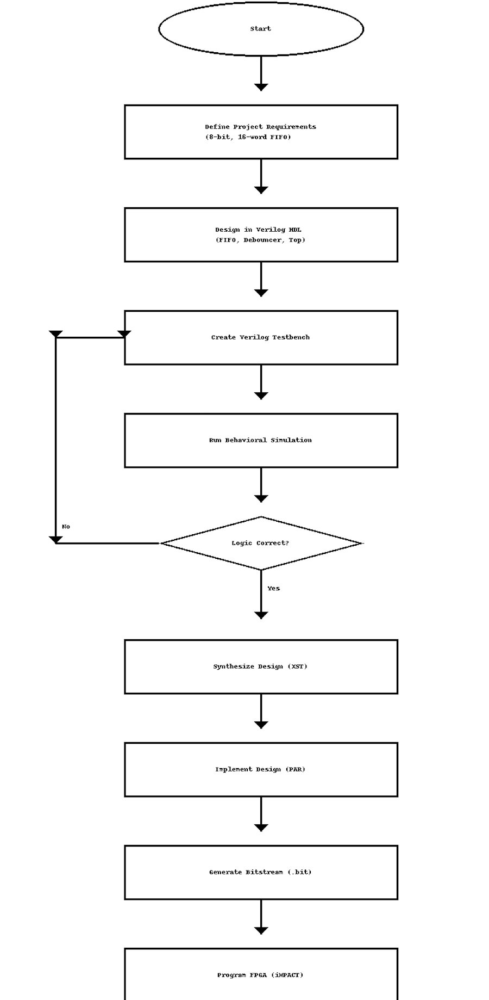 Start
Define Project Requirements
(8-bit, 16-word FIFO)
Design in Verilog HDL
(FIFO, Debouncer, Top)
Create Verilog Testbench
Run Behavioral Simulation
No
Logic Correct?
Yes
Synthesize Design (XST)
Implement Design (PAR)
Generate Bitstream (.bit)
Program FPGA (iMPACT)